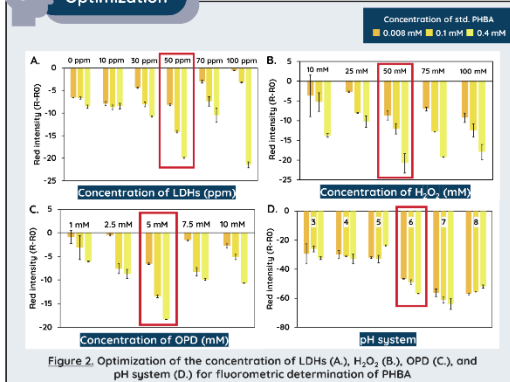 Optimization
Concentration of std. PHBA
0.008 mM 0.1 mM 0.4 mM
A.
0 ppm 10 ppm 30 ppm 50 ppm 70 ppm 100 ppm
0
-5
-10
-15
-20
-25
Red intensity (R-R0)
Concentration of LDHs (ppm)
B.
10 mM 25 mM 50 mM 75 mM 100 mM
0
-5
-10
-15
-20
-25
Red intensity (R-R0)
Concentration of H₂O₂ (mM)
C.
1 mM 2.5 mM 5 mM 7.5 mM 10 mM
0
-5
-10
-15
-20
Red intensity (R-R0)
Concentration of OPD (mM)
D.
3 4 5 6 7 8
0
-20
-40
-60
-80
Red intensity (R-R0)
pH system
Figure 2. Optimization of the concentration of LDHs (A.), H₂O₂ (B.), OPD (C.), and
pH system (D.) for fluorometric determination of PHBA